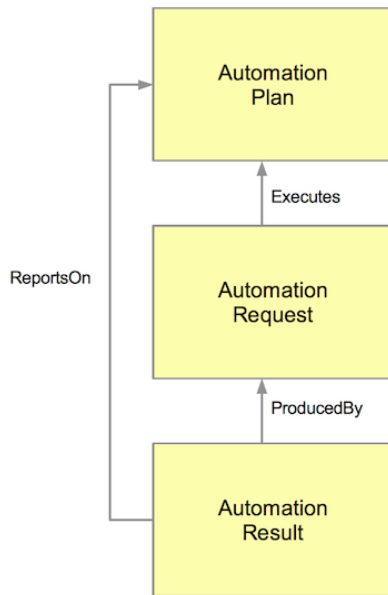 Automation
Plan
Executes
Automation
Request
ReportsOn
ProducedBy
Automation
Result